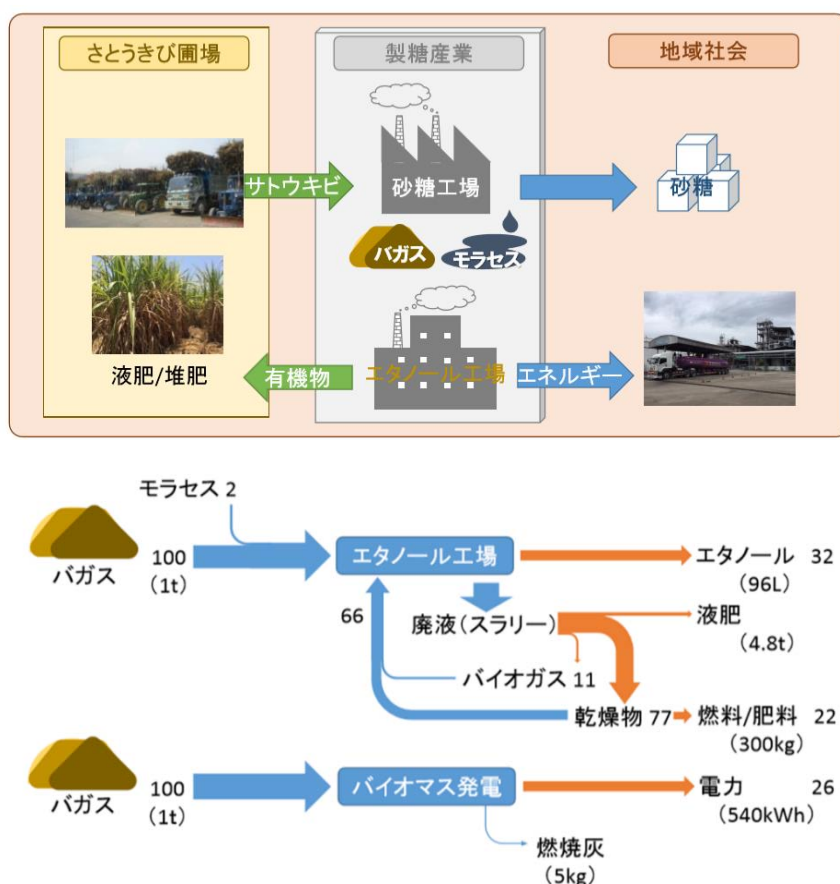 さとうきび圃場
製糖産業
地域社会
サトウキビ
砂糖工場
砂糖
バガス
モラセス
液肥/堆肥
有機物
エタノール工場
エネルギー
モラセス 2
バガス
100
(1t)
エタノール工場
エタノール 32
(96L)
66
廃液(スラリー)
液肥
(4.8t)
バイオガス 11
乾燥物 77
燃料/肥料 22
(300kg)
バガス
100
(1t)
バイオマス発電
電力 26
(540kWh)
燃焼灰
(5kg)